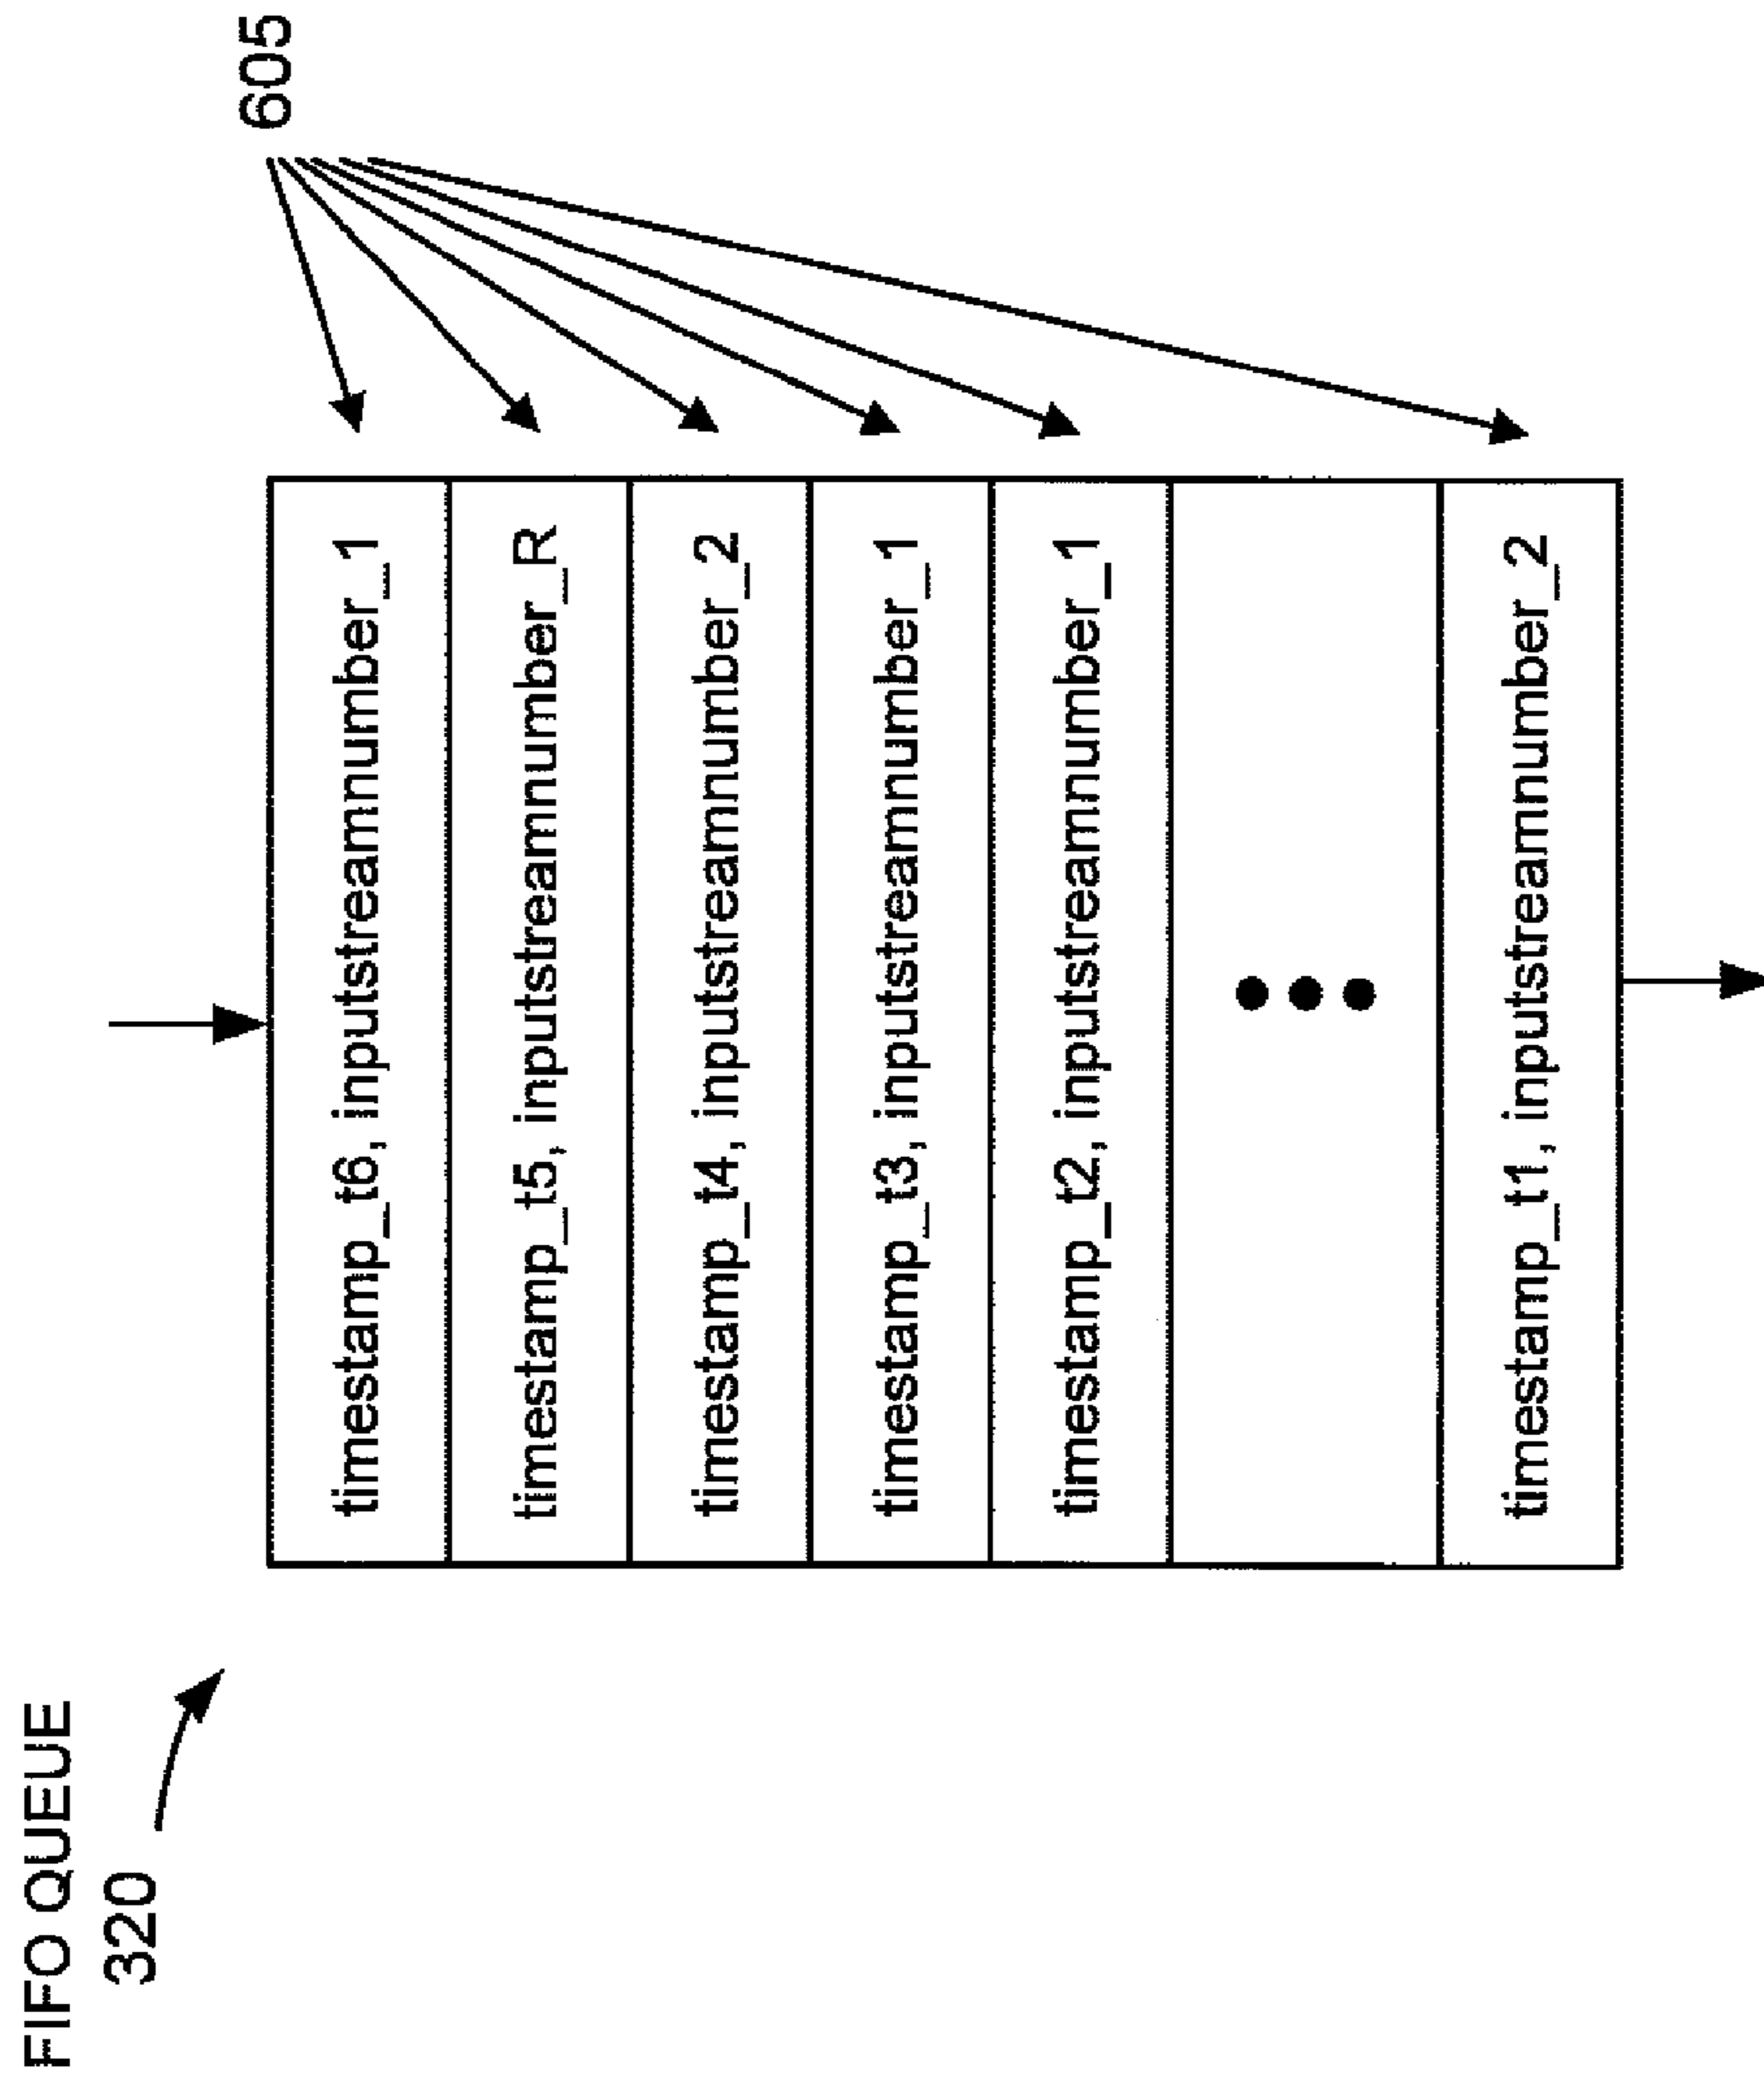 FIFO QUEUE
320
605
timestamp_t6, inputstreamnumber_1
timestamp_t5, inputstreamnumber_R
timestamp_t4, inputstreamnumber_2
timestamp_t3, inputstreamnumber_1
timestamp_t2, inputstreamnumber_1
timestamp_t1, inputstreamnumber_2